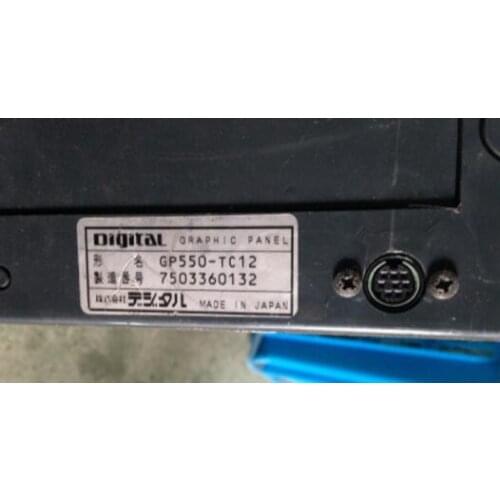 Digital GRAPHIC PANEL
形名 GP550-TC12
製造番号 7503360132
株式会社デジタル MADE IN JAPAN